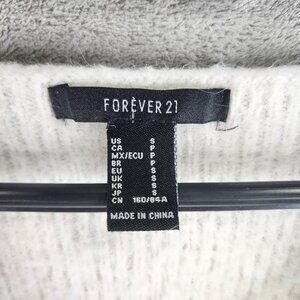 FOREVER 21
US S
CA P
MX/ECU P
BR P
EU S
UK S
KR S
JP S
CN 160/84A
MADE IN CHINA